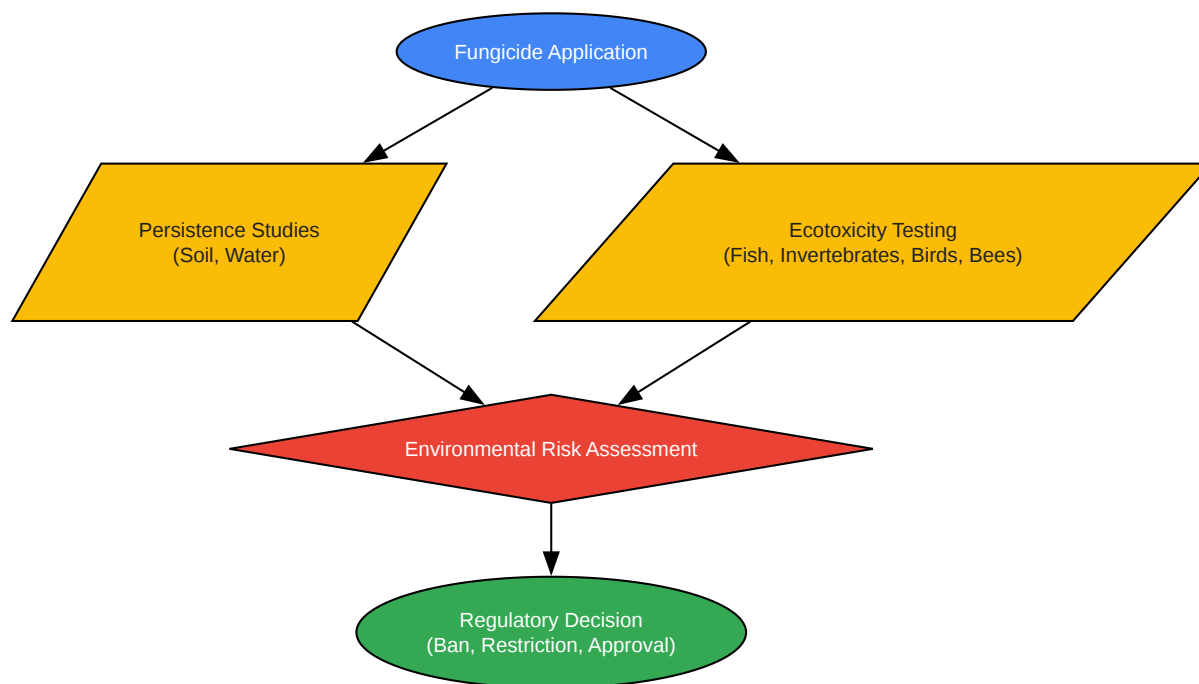 Fungicide Application
Persistence Studies
(Soil, Water)
Ecotoxicity Testing
(Fish, Invertebrates, Birds, Bees)
Environmental Risk Assessment
Regulatory Decision
(Ban, Restriction, Approval)